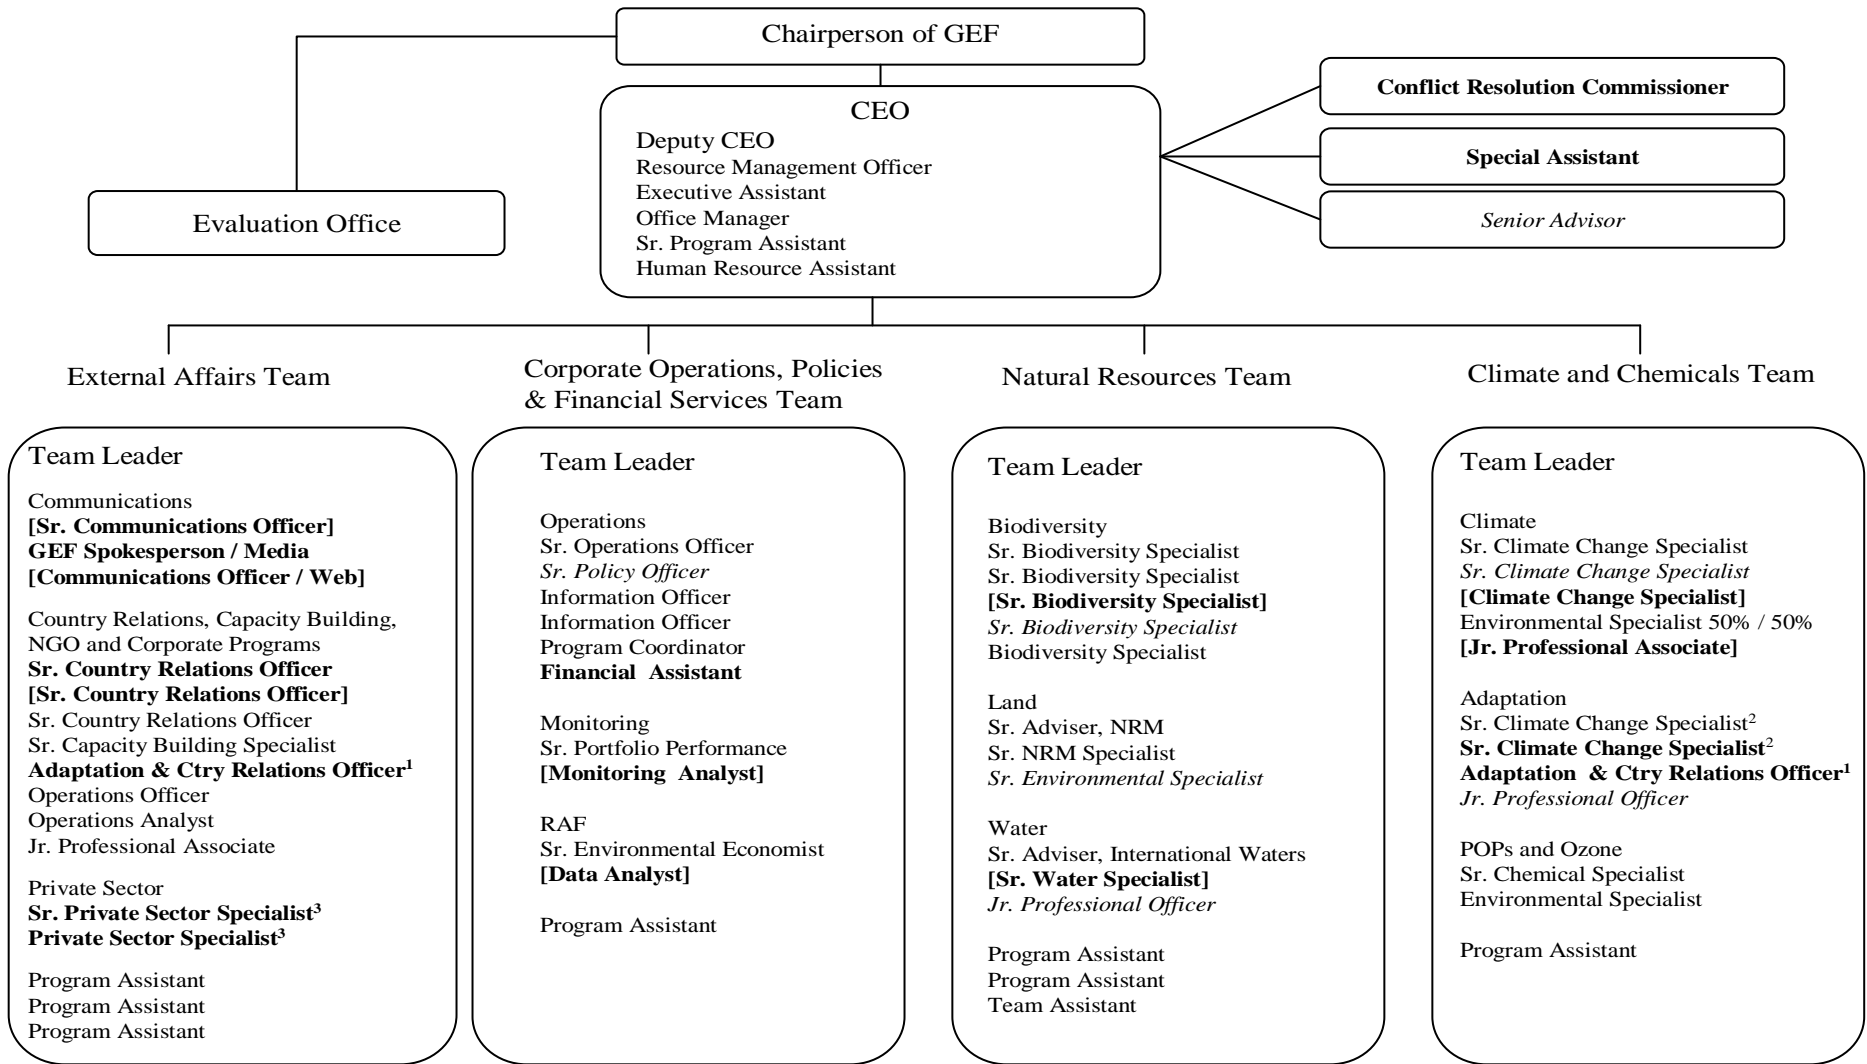 Chairperson of GEF
CEO
Deputy CEO
Resource Management Officer
Executive Assistant
Office Manager
Sr. Program Assistant
Human Resource Assistant
Conflict Resolution Commissioner
Special Assistant
Senior Advisor
Evaluation Office
External Affairs Team
Team Leader
Communications
[Sr. Communications Officer]
GEF Spokesperson / Media
[Communications Officer / Web]
Country Relations, Capacity Building,
NGO and Corporate Programs
Sr. Country Relations Officer
[Sr. Country Relations Officer]
Sr. Country Relations Officer
Sr. Capacity Building Specialist
Adaptation & Ctry Relations Officer¹
Operations Officer
Operations Analyst
Jr. Professional Associate
Private Sector
Sr. Private Sector Specialist³
Private Sector Specialist³
Program Assistant
Program Assistant
Program Assistant
Corporate Operations, Policies
& Financial Services Team
Team Leader
Operations
Sr. Operations Officer
Sr. Policy Officer
Information Officer
Information Officer
Program Coordinator
Financial Assistant
Monitoring
Sr. Portfolio Performance
[Monitoring Analyst]
RAF
Sr. Environmental Economist
[Data Analyst]
Program Assistant
Natural Resources Team
Team Leader
Biodiversity
Sr. Biodiversity Specialist
Sr. Biodiversity Specialist
[Sr. Biodiversity Specialist]
Sr. Biodiversity Specialist
Biodiversity Specialist
Land
Sr. Adviser, NRM
Sr. NRM Specialist
Sr. Environmental Specialist
Water
Sr. Adviser, International Waters
[Sr. Water Specialist]
Jr. Professional Officer
Program Assistant
Program Assistant
Team Assistant
Climate and Chemicals Team
Team Leader
Climate
Sr. Climate Change Specialist
Sr. Climate Change Specialist
[Climate Change Specialist]
Environmental Specialist 50% / 50%
[Jr. Professional Associate]
Adaptation
Sr. Climate Change Specialist²
Sr. Climate Change Specialist²
Adaptation & Ctry Relations Officer¹
Jr. Professional Officer
POPs and Ozone
Sr. Chemical Specialist
Environmental Specialist
Program Assistant